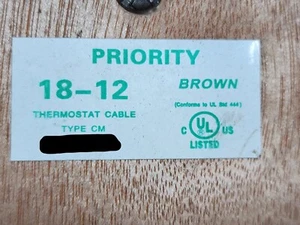 PRIORITY
18-12 BROWN
(Conforms to UL Std 444)
THERMOSTAT CABLE
TYPE CM
C UL US
LISTED